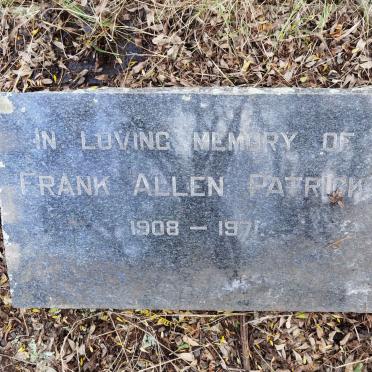 IN LOVING MEMORY OF
FRANK ALLEN PATRICK
1908 — 1971